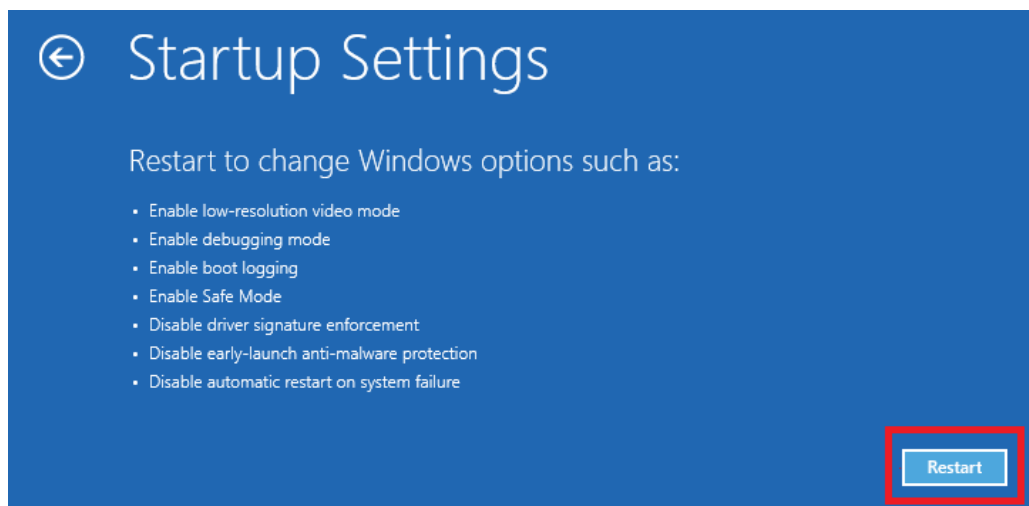 Startup Settings
Restart to change Windows options such as:
• Enable low-resolution video mode
• Enable debugging mode
• Enable boot logging
• Enable Safe Mode
• Disable driver signature enforcement
• Disable early-launch anti-malware protection
• Disable automatic restart on system failure
Restart